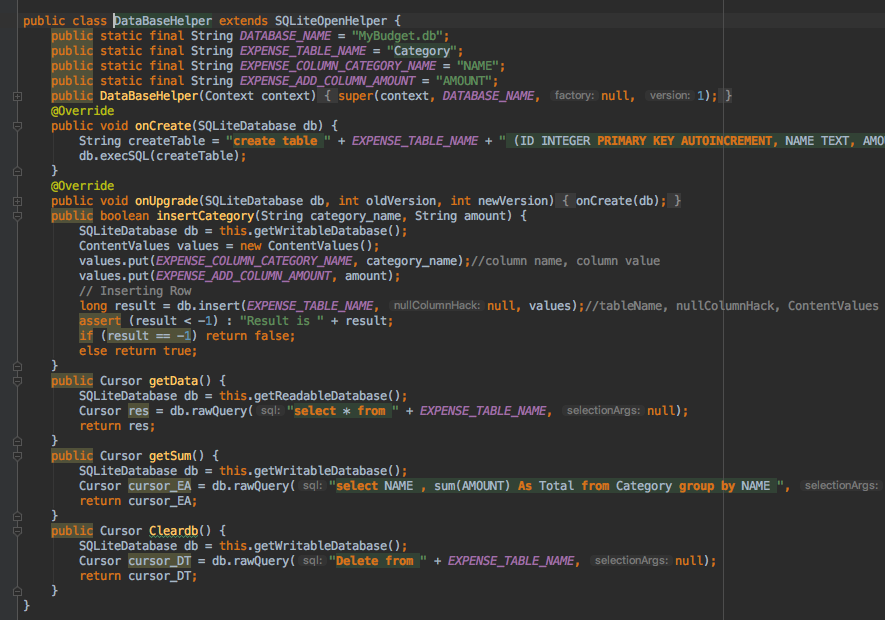 public class DataBaseHelper extends SQLiteOpenHelper {
public static final String DATABASE_NAME = "MyBudget.db";
public static final String EXPENSE_TABLE_NAME = "Category";
public static final String EXPENSE_COLUMN_CATEGORY_NAME = "NAME";
public static final String EXPENSE_ADD_COLUMN_AMOUNT = "AMOUNT";
public DataBaseHelper(Context context) { super(context, DATABASE_NAME, factory: null, version: 1); }
@Override
public void onCreate(SQLiteDatabase db) {
String createTable = "create table " + EXPENSE_TABLE_NAME + " (ID INTEGER PRIMARY KEY AUTOINCREMENT, NAME TEXT, AMO
db.execSQL(createTable);
}
@Override
public void onUpgrade(SQLiteDatabase db, int oldVersion, int newVersion) { onCreate(db); }
public boolean insertCategory(String category_name, String amount) {
SQLiteDatabase db = this.getWritableDatabase();
ContentValues values = new ContentValues();
values.put(EXPENSE_COLUMN_CATEGORY_NAME, category_name);//column name, column value
values.put(EXPENSE_ADD_COLUMN_AMOUNT, amount);
// Inserting Row
long result = db.insert(EXPENSE_TABLE_NAME, nullColumnHack: null, values);//tableName, nullColumnHack, ContentValues
assert (result < -1) : "Result is " + result;
if (result == -1) return false;
else return true;
}
public Cursor getData() {
SQLiteDatabase db = this.getReadableDatabase();
Cursor res = db.rawQuery( sql: "select * from " + EXPENSE_TABLE_NAME, selectionArgs: null);
return res;
}
public Cursor getSum() {
SQLiteDatabase db = this.getWritableDatabase();
Cursor cursor_EA = db.rawQuery( sql: "select NAME , sum(AMOUNT) As Total from Category group by NAME ", selectionArgs:
return cursor_EA;
}
public Cursor Cleardb() {
SQLiteDatabase db = this.getWritableDatabase();
Cursor cursor_DT = db.rawQuery( sql: "Delete from " + EXPENSE_TABLE_NAME, selectionArgs: null);
return cursor_DT;
}
}